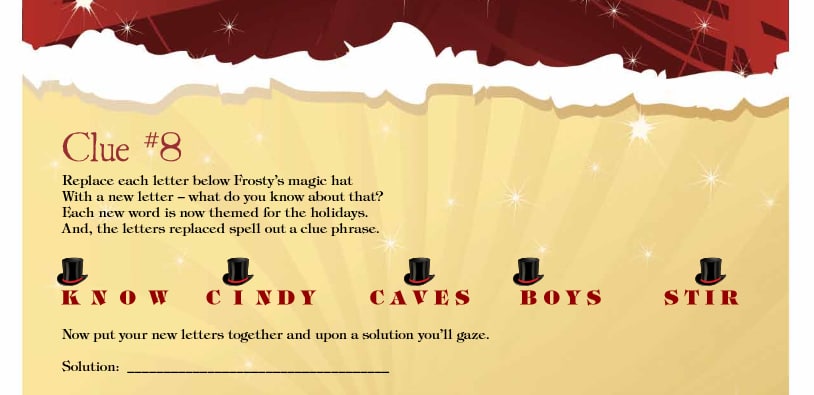 Clue #8
Replace each letter below Frosty's magic hat
With a new letter – what do you know about that?
Each new word is now themed for the holidays.
And, the letters replaced spell out a clue phrase.
KNOW CINDY CAVES BOYS STIR
Now put your new letters together and upon a solution you'll gaze.
Solution: ___________________________________